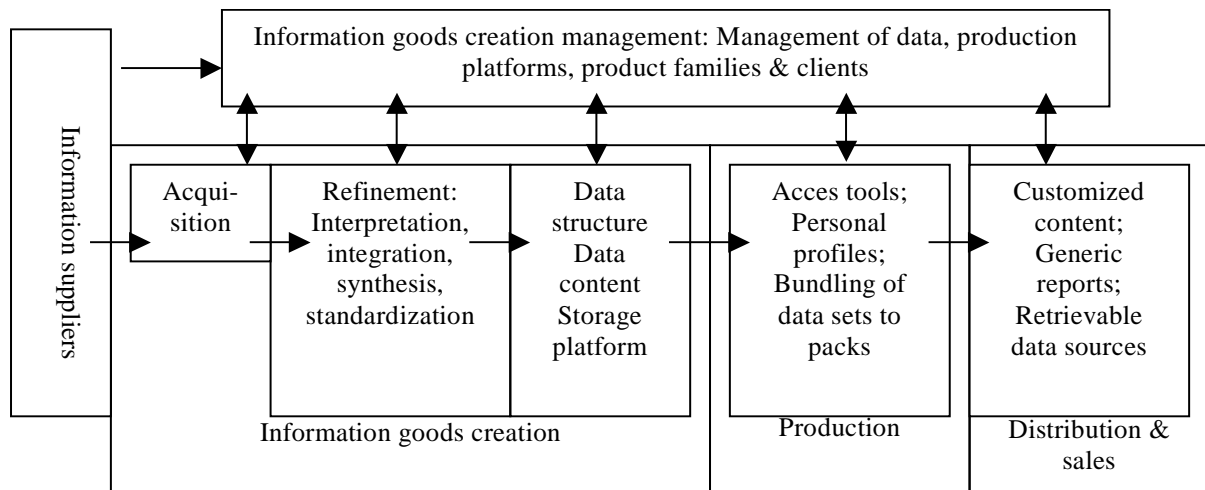 Information goods creation management: Management of data, production
platforms, product families & clients
Information suppliers
Acqui-
sition
Refinement:
Interpretation,
integration,
synthesis,
standardization
Data
structure
Data
content
Storage
platform
Acces tools;
Personal
profiles;
Bundling of
data sets to
packs
Customized
content;
Generic
reports;
Retrievable
data sources
Information goods creation
Production
Distribution &
sales